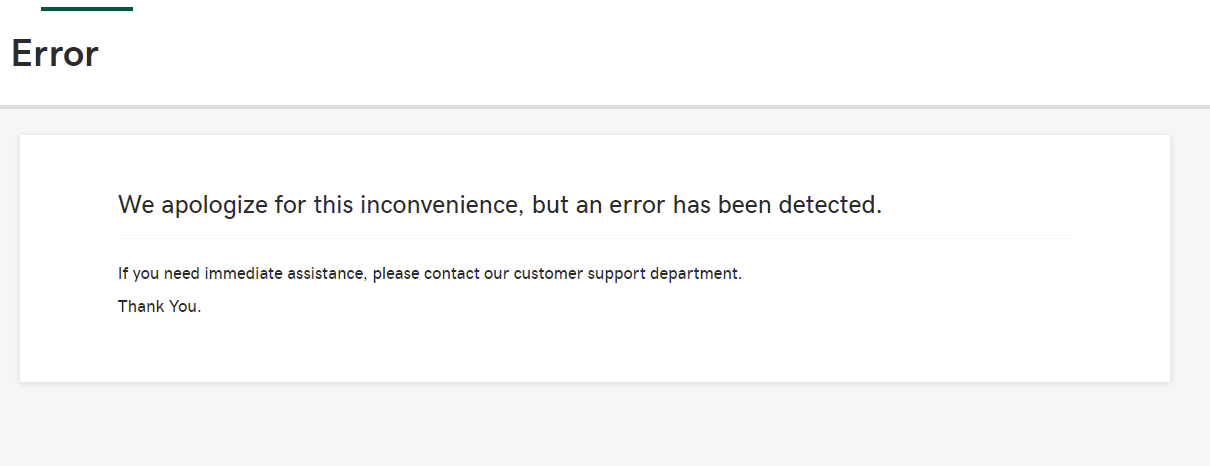 Error
We apologize for this inconvenience, but an error has been detected.
If you need immediate assistance, please contact our customer support department.
Thank You.